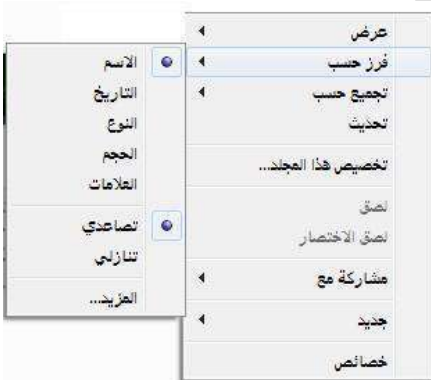 عرض
فرز حسب
تجميع حسب
تحديث
تخصيص هذا المجلد...
لصق
لصق الاختصار
مشاركة مع
جديد
خصائص
الاسم
التاريخ
النوع
الحجم
العلامات
تصاعدي
تنازلي
المزيد...